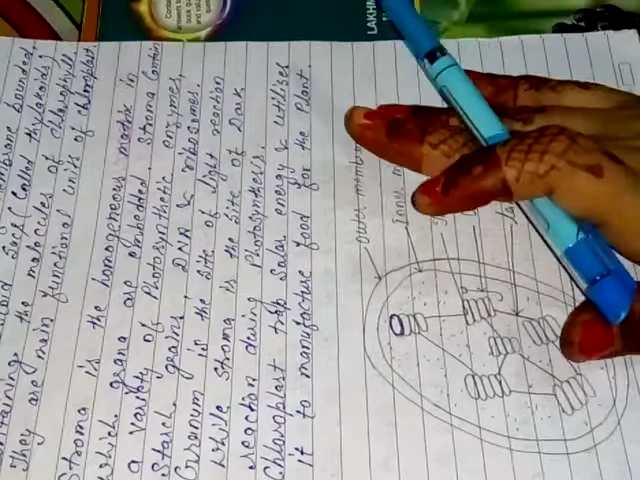 membrane bounded,
sacs (called thylakoids)
containing the molecules of chlorophyll
They are main functional units of chloroplast.
Stroma is the homogeneous matrix in
which grana are embedded. Stroma contain
a variety of Photosynthetic enzymes,
Starch grains, DNA & ribosomes.
Granum is the site of light reaction
while stroma is the site of Dark
reaction during Photosynthesis.
Chloroplast trap Solar energy & utilises
it to manufacture food for the Plant.
Outer
Inner
LAKHM